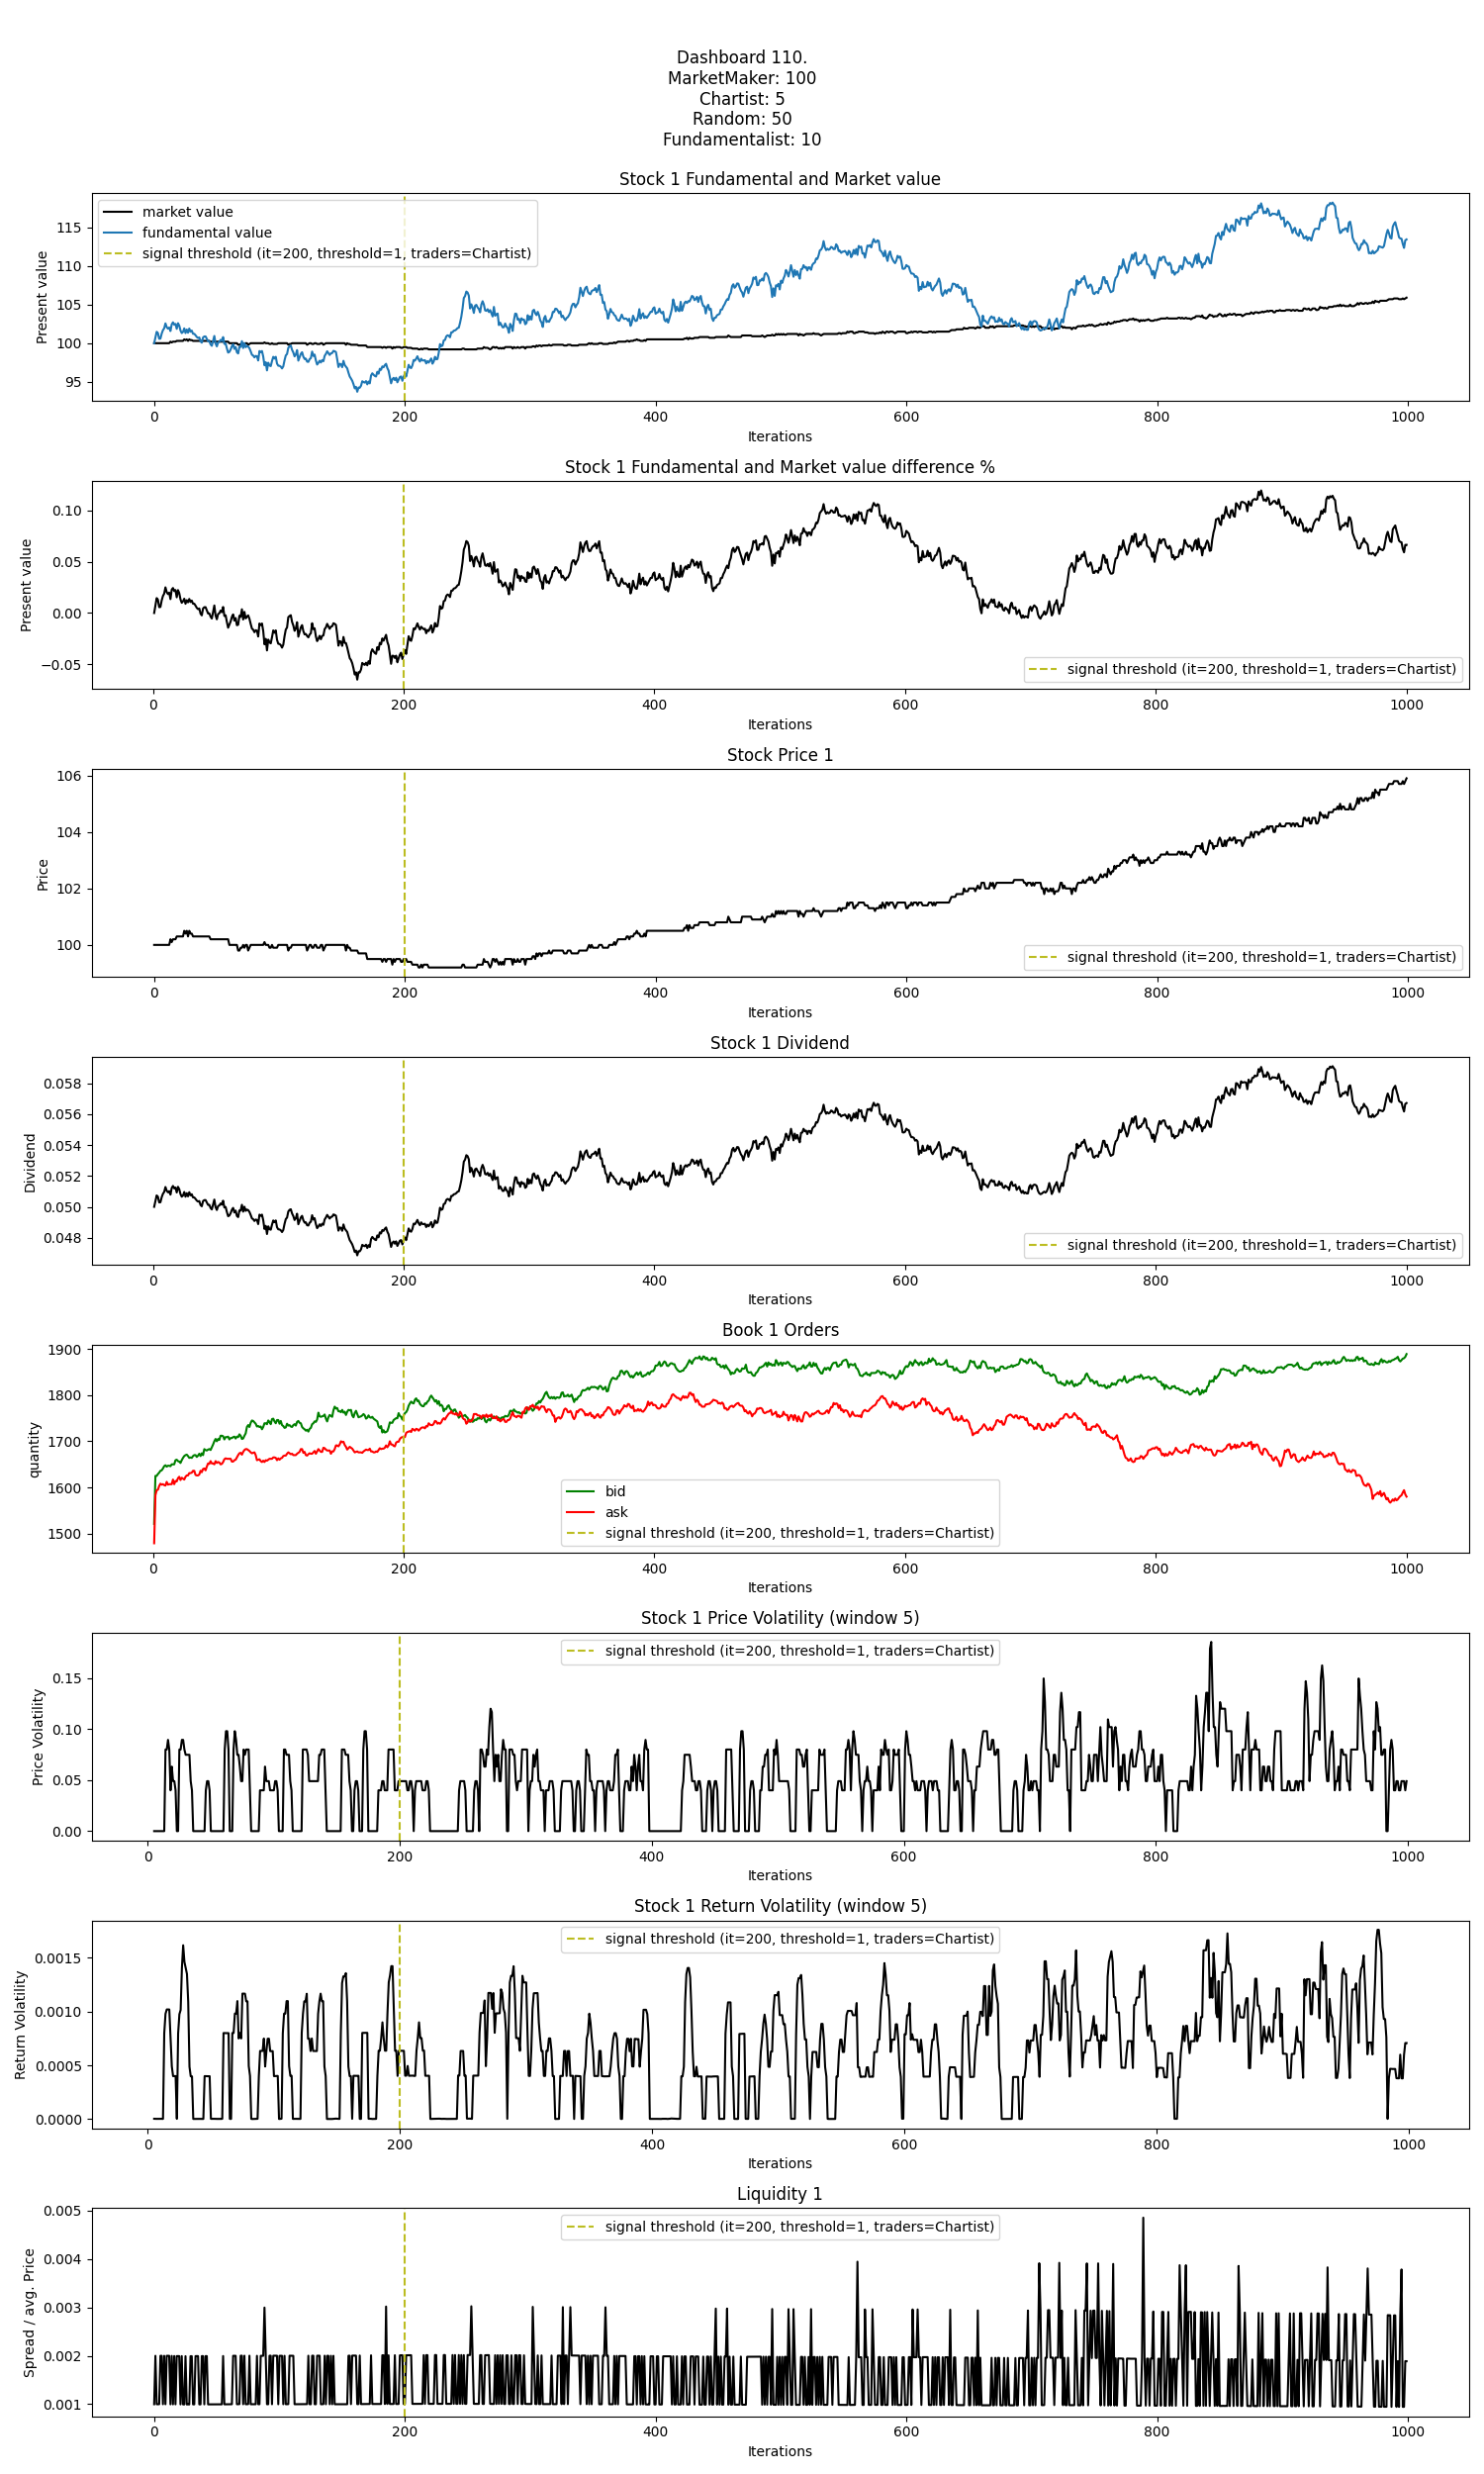 Dashboard 110.
MarketMaker: 100
Chartist: 5
Random: 50
Fundamentalist: 10
Stock 1 Fundamental and Market value
market value
fundamental value
signal threshold (it=200, threshold=1, traders=Chartist)
Present value
115
110
105
100
95
0 200 400 600 800 1000
Iterations
Stock 1 Fundamental and Market value difference %
Present value
0.10
0.05
0.00
−0.05
signal threshold (it=200, threshold=1, traders=Chartist)
0 200 400 600 800 1000
Iterations
Stock Price 1
Price
106
104
102
100
signal threshold (it=200, threshold=1, traders=Chartist)
0 200 400 600 800 1000
Iterations
Stock 1 Dividend
Dividend
0.058
0.056
0.054
0.052
0.050
0.048
signal threshold (it=200, threshold=1, traders=Chartist)
0 200 400 600 800 1000
Iterations
Book 1 Orders
quantity
1900
1800
1700
1600
1500
bid
ask
signal threshold (it=200, threshold=1, traders=Chartist)
0 200 400 600 800 1000
Iterations
Stock 1 Price Volatility (window 5)
signal threshold (it=200, threshold=1, traders=Chartist)
Price Volatility
0.15
0.10
0.05
0.00
0 200 400 600 800 1000
Iterations
Stock 1 Return Volatility (window 5)
signal threshold (it=200, threshold=1, traders=Chartist)
Return Volatility
0.0015
0.0010
0.0005
0.0000
0 200 400 600 800 1000
Iterations
Liquidity 1
signal threshold (it=200, threshold=1, traders=Chartist)
Spread / avg. Price
0.005
0.004
0.003
0.002
0.001
0 200 400 600 800 1000
Iterations